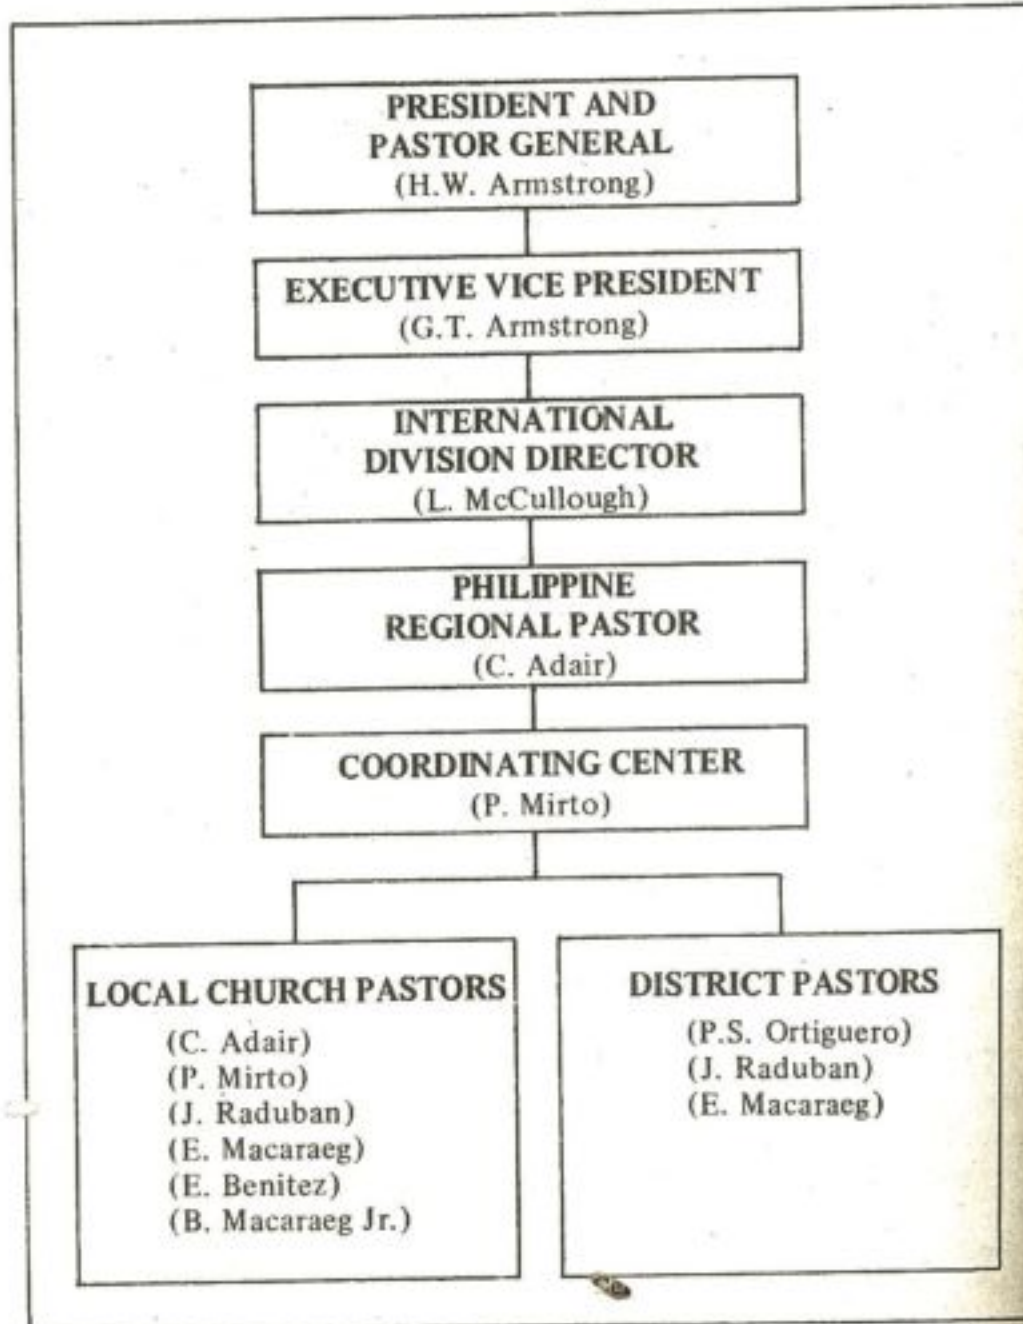 PRESIDENT AND
PASTOR GENERAL
(H.W. Armstrong)
EXECUTIVE VICE PRESIDENT
(G.T. Armstrong)
INTERNATIONAL
DIVISION DIRECTOR
(L. McCullough)
PHILIPPINE
REGIONAL PASTOR
(C. Adair)
COORDINATING CENTER
(P. Mirto)
LOCAL CHURCH PASTORS
(C. Adair)
(P. Mirto)
(J. Raduban)
(E. Macaraeg)
(E. Benitez)
(B. Macaraeg Jr.)
DISTRICT PASTORS
(P.S. Ortiguero)
(J. Raduban)
(E. Macaraeg)